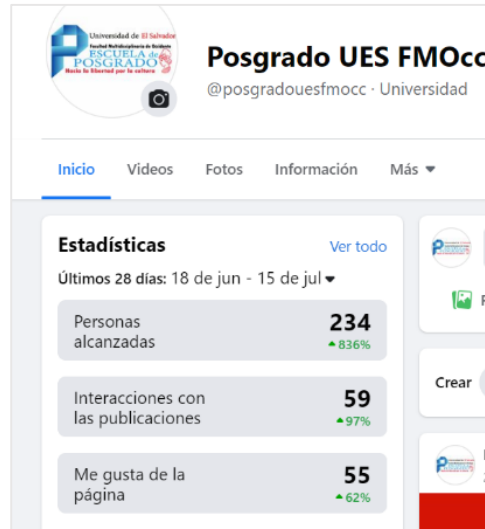 Universidad de El Salvador
Facultad Multidisciplinaria de Occidente
ESCUELA de
POSGRADO
Hacia la libertad por la cultura
Posgrado UES FMOcc
@posgradouesfmocc · Universidad
Inicio Videos Fotos Información Más
Estadísticas Ver todo
Últimos 28 días: 18 de jun - 15 de jul
Personas
alcanzadas
234
836%
Interacciones con
las publicaciones
59
97%
Me gusta de la
página
55
62%
Crear